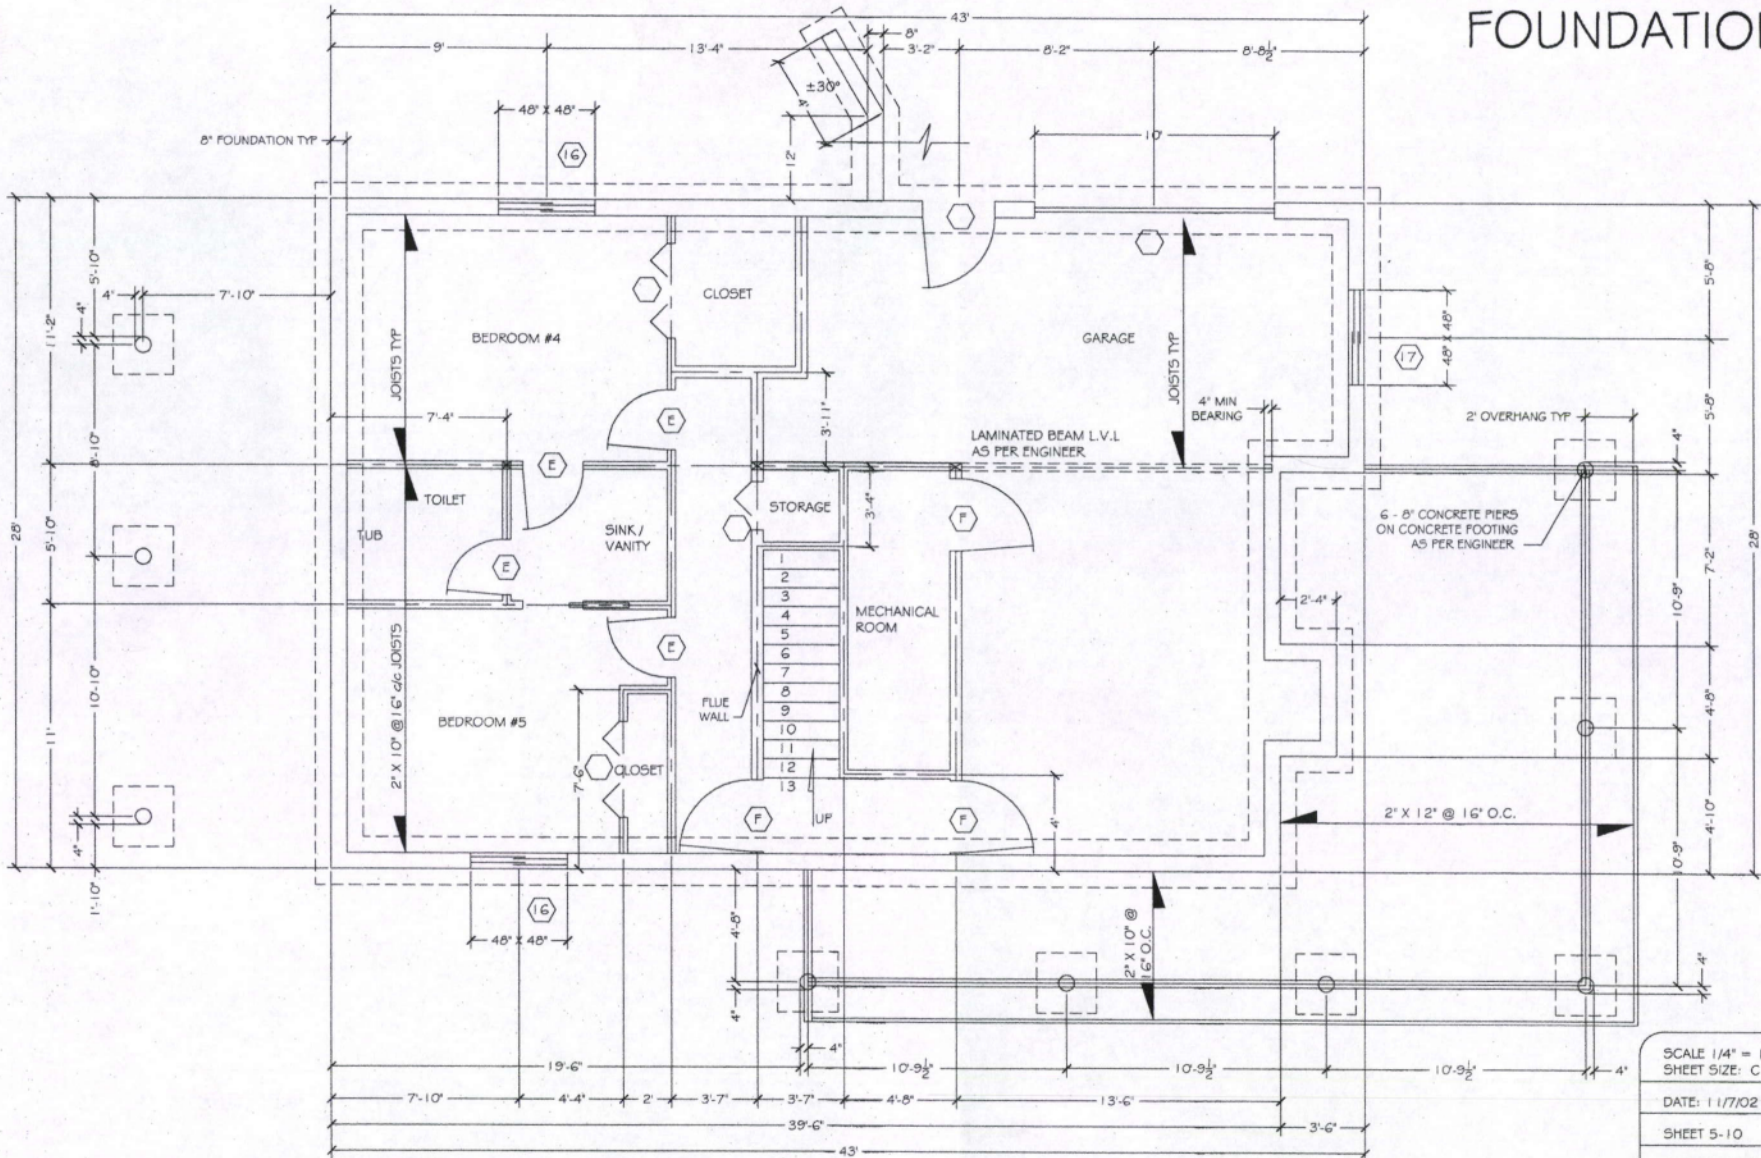 FOUNDATION
43'
9'
13'-4"
8"
3'-2"
8'-2"
8'-8½"
±30°
4'
48" X 48"
10'
8" FOUNDATION TYP
16
12'
5'-10"
5'-8"
4"
7'-10"
4"
11'-2"
CLOSET
BEDROOM #4
JOISTS TYP
GARAGE
JOISTS TYP
48" X 48"
17
5'-8"
7'-4"
E
3'-11"
4" MIN
BEARING
2' OVERHANG TYP
4"
LAMINATED BEAM L.V.L
AS PER ENGINEER
8'-10"
E
TOILET
STORAGE
3'-4"
F
TUB
SINK /
VANITY
6 - 8" CONCRETE PIERS
ON CONCRETE FOOTING
AS PER ENGINEER
28'
5'-10"
E
7'-2"
28'
1
2
3
4
5
6
7
8
9
10
11
12
13
MECHANICAL
ROOM
2'-4"
10'-9"
E
2" X 10" @ 16" c/c JOISTS
FLUE
WALL
BEDROOM #5
10'-10"
11'
4'-8"
7'-6"
CLOSET
F
UP
F
4'
2" X 12" @ 16" O.C.
4'-10"
4"
1'-10"
10'-9"
16
48" X 48"
4'-8"
2" X 10" @
16" O.C.
4"
4"
4"
19'-6"
10'-9½"
10'-9½"
10'-9½"
4"
7'-10"
4'-4"
2'
3'-7"
3'-7"
4'-8"
13'-6"
39'-6"
3'-6"
43'
SCALE 1/4" = 1
SHEET SIZE: C
DATE: 11/7/02
SHEET 5-10